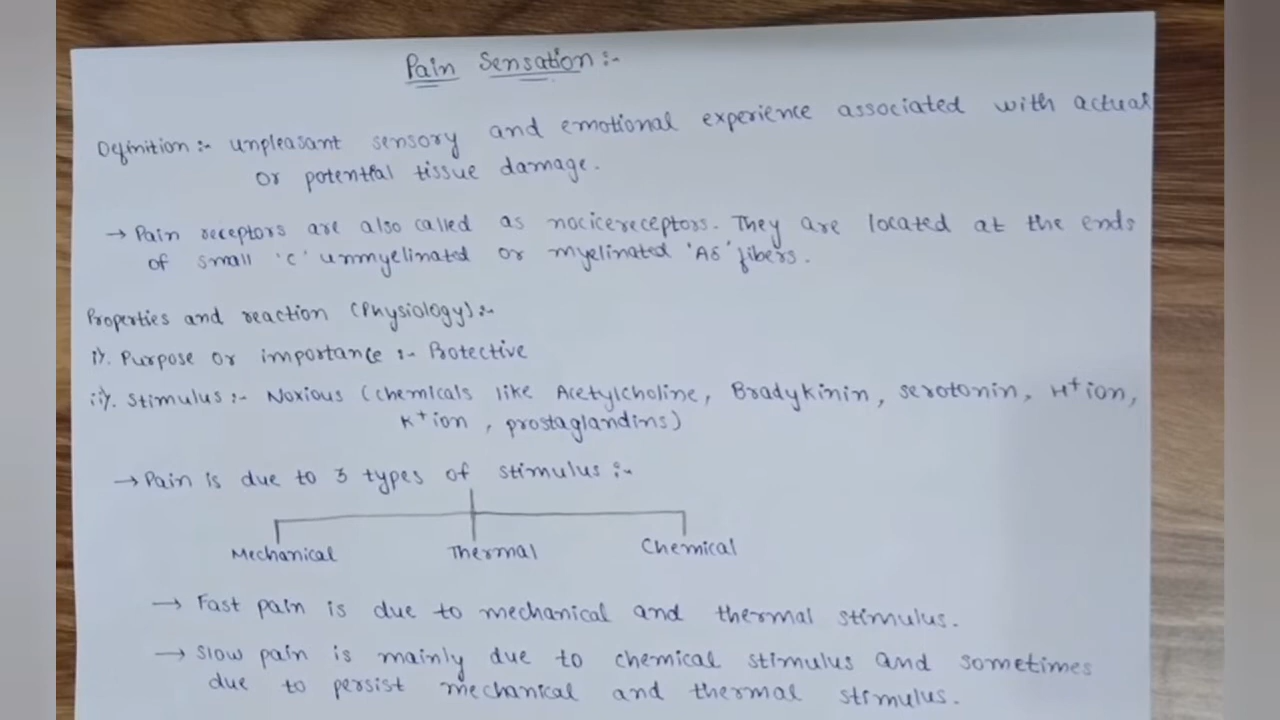 Pain Sensation :-
Definition :- unpleasant sensory and emotional experience associated with actual
or potential tissue damage.
→ Pain receptors are also called as nocicereceptors. They are located at the ends
of small 'c' unmyelinated or myelinated 'Aδ' fibers.
Properties and reaction (Physiology) :-
i). Purpose or importance :- Protective
ii). Stimulus :- Noxious (chemicals like Acetylcholine, Bradykinin, serotonin, H+ ion,
K+ ion, prostaglandins)
→ Pain is due to 3 types of stimulus :-
Mechanical Thermal Chemical
→ Fast pain is due to mechanical and thermal stimulus.
→ Slow pain is mainly due to chemical stimulus and sometimes
due to persist mechanical and thermal stimulus.